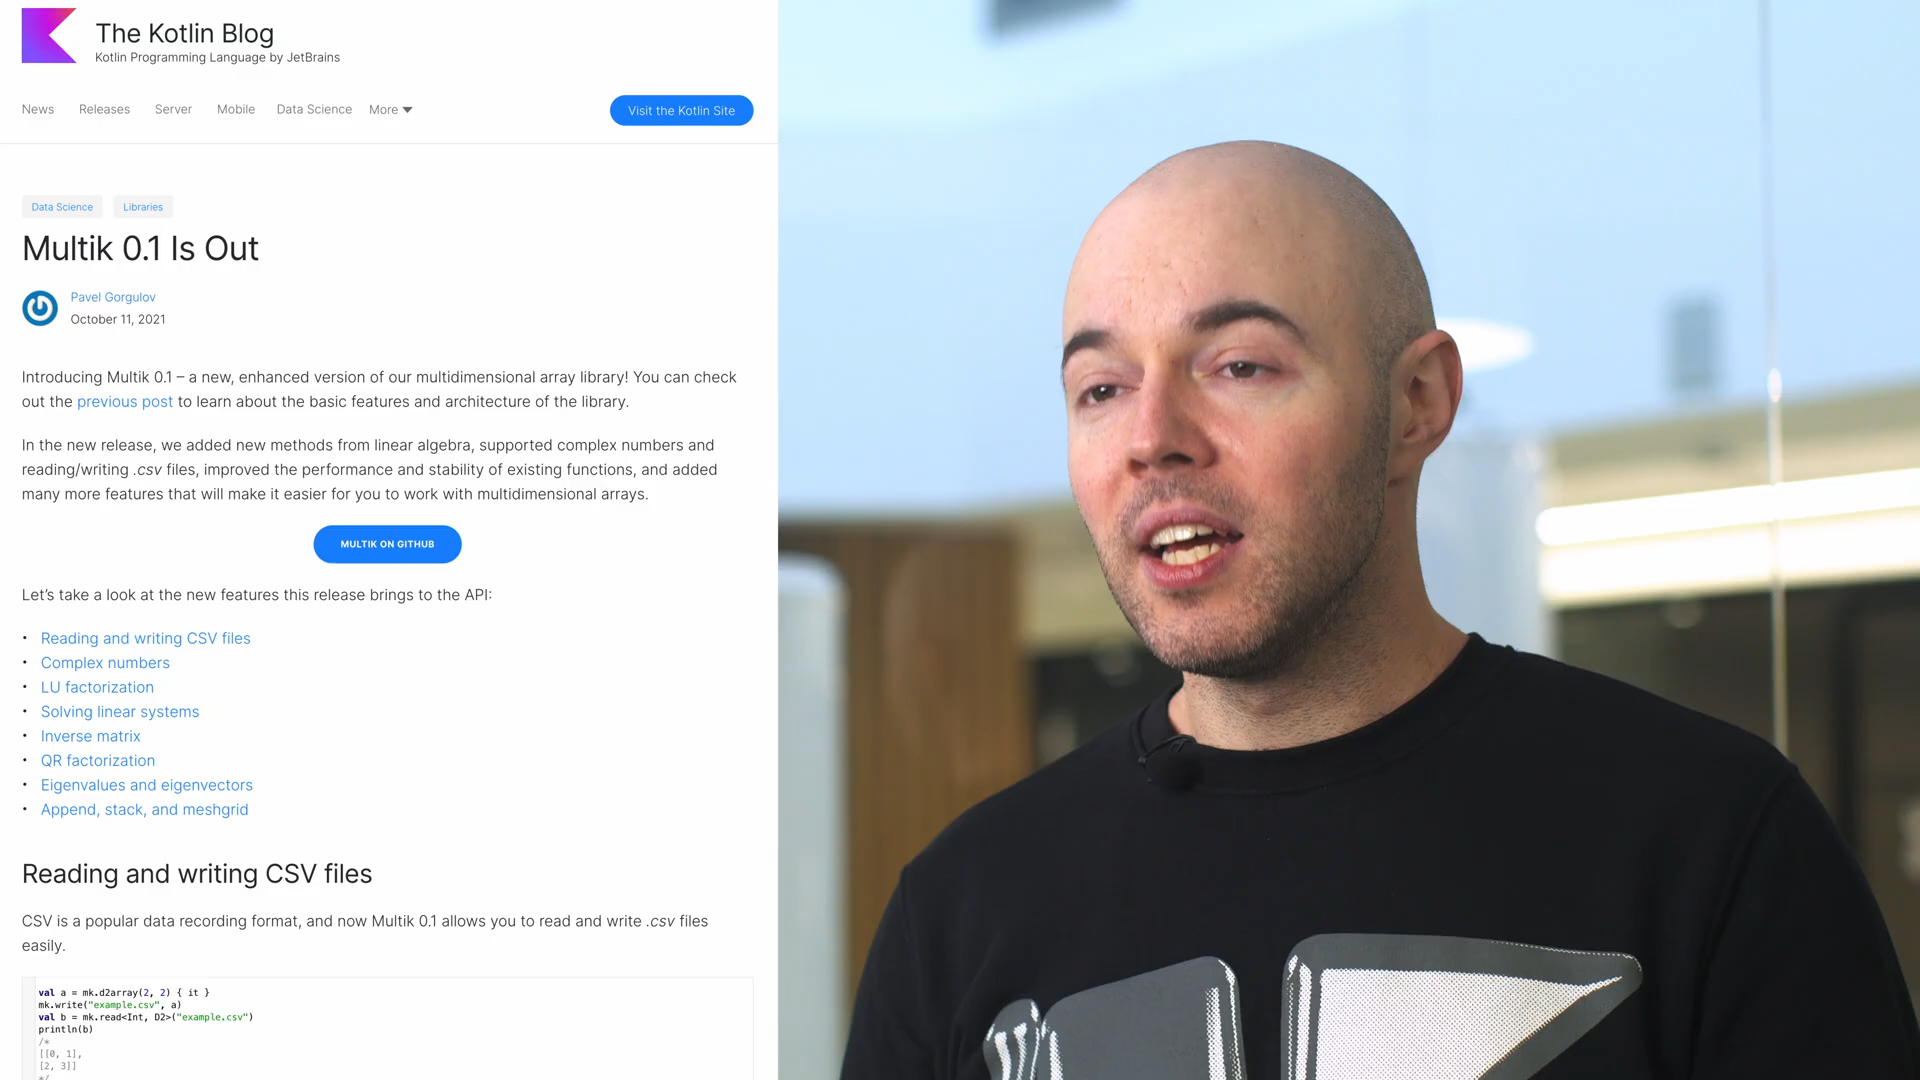 The Kotlin Blog
Kotlin Programming Language by JetBrains
News Releases Server Mobile Data Science More
Visit the Kotlin Site
Data Science Libraries
Multik 0.1 Is Out
Pavel Gorgulov
October 11, 2021
Introducing Multik 0.1 – a new, enhanced version of our multidimensional array library! You can check
out the previous post to learn about the basic features and architecture of the library.
In the new release, we added new methods from linear algebra, supported complex numbers and
reading/writing .csv files, improved the performance and stability of existing functions, and added
many more features that will make it easier for you to work with multidimensional arrays.
MULTIK ON GITHUB
Let’s take a look at the new features this release brings to the API:
• Reading and writing CSV files
• Complex numbers
• LU factorization
• Solving linear systems
• Inverse matrix
• QR factorization
• Eigenvalues and eigenvectors
• Append, stack, and meshgrid
Reading and writing CSV files
CSV is a popular data recording format, and now Multik 0.1 allows you to read and write .csv files
easily.
val a = mk.d2array(2, 2) { it }
mk.write("example.csv", a)
val b = mk.read<Int, D2>("example.csv")
println(b)
/*
[[0, 1],
[2, 3]]
*/